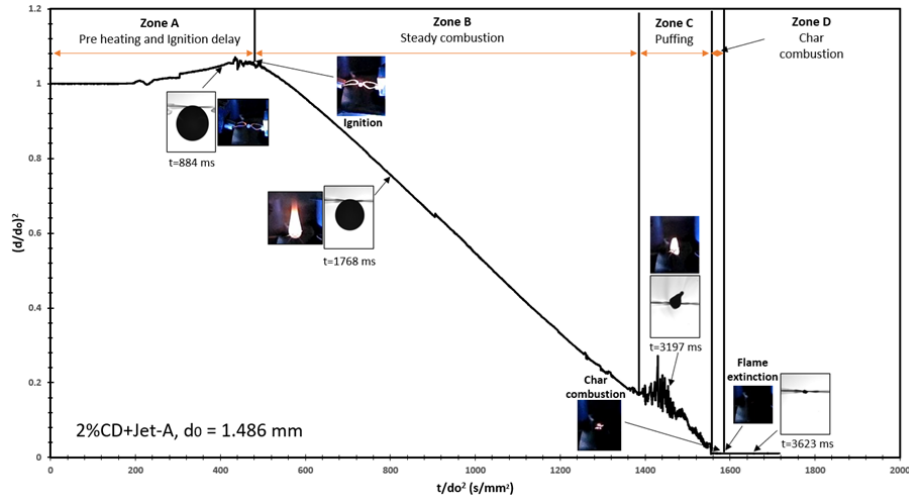 Zone A
Pre heating and Ignition delay
Zone B
Steady combustion
Zone C
Puffing
Zone D
Char
combustion
Ignition
t=884 ms
t=1768 ms
t=3197 ms
Char
combustion
Flame
extinction
t=3623 ms
2%CD+Jet-A, d0 = 1.486 mm
(d/d₀)²
1.2
1
0.8
0.6
0.4
0.2
0
0 200 400 600 800 1000 1200 1400 1600 1800 2000
t/do² (s/mm²)